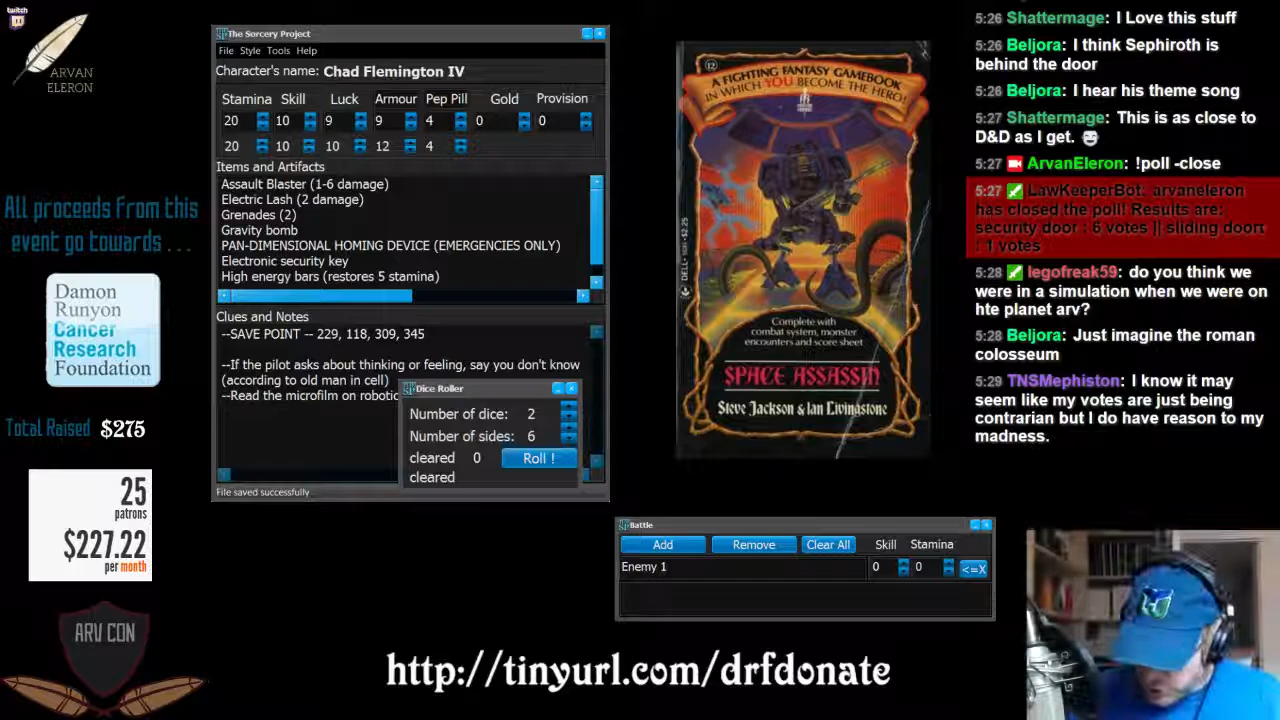 twitch
ARVAN
ELERON
All proceeds from this
event go towards . . .
Damon
Runyon
Cancer
Research
Foundation
Total Raised $275
25
patrons
$227.22
per month
ARV CON
The Sorcery Project
File Style Tools Help
Character's name: Chad Flemington IV
Stamina Skill Luck Armour Pep Pill Gold Provision
20 10 9 9 4 0 0
20 10 10 12 4
Items and Artifacts
Assault Blaster (1-6 damage)
Electric Lash (2 damage)
Grenades (2)
Gravity bomb
PAN-DIMENSIONAL HOMING DEVICE (EMERGENCIES ONLY)
Electronic security key
High energy bars (restores 5 stamina)
Clues and Notes
--SAVE POINT -- 229, 118, 309, 345
--If the pilot asks about thinking or feeling, say you don't know
(according to old man in cell)
--Read the microfilm on robotic
File saved successfully
Dice Roller
Number of dice: 2
Number of sides: 6
cleared 0 Roll !
cleared
12
A FIGHTING FANTASY GAMEBOOK
IN WHICH YOU BECOME THE HERO!
Complete with
combat system, monster
encounters and score sheet
SPACE ASSASSIN
Steve Jackson & Ian Livingstone
Battle
Add Remove Clear All Skill Stamina
Enemy 1 0 0 <=X
http://tinyurl.com/drfdonate
5:26 Shattermage: I Love this stuff
5:26 Beljora: I think Sephiroth is
behind the door
5:26 Beljora: I hear his theme song
5:27 Shattermage: This is as close to
D&D as I get.
5:27 ArvanEleron: !poll -close
5:27 LawKeeperBot: arvaneleron
has closed the poll! Results are:
security door : 6 votes || sliding doort
: 1 votes
5:28 legofreak59: do you think we
were in a simulation when we were on
hte planet arv?
5:28 Beljora: Just imagine the roman
colosseum
5:29 TNSMephiston: I know it may
seem like my votes are just being
contrarian but I do have reason to my
madness.